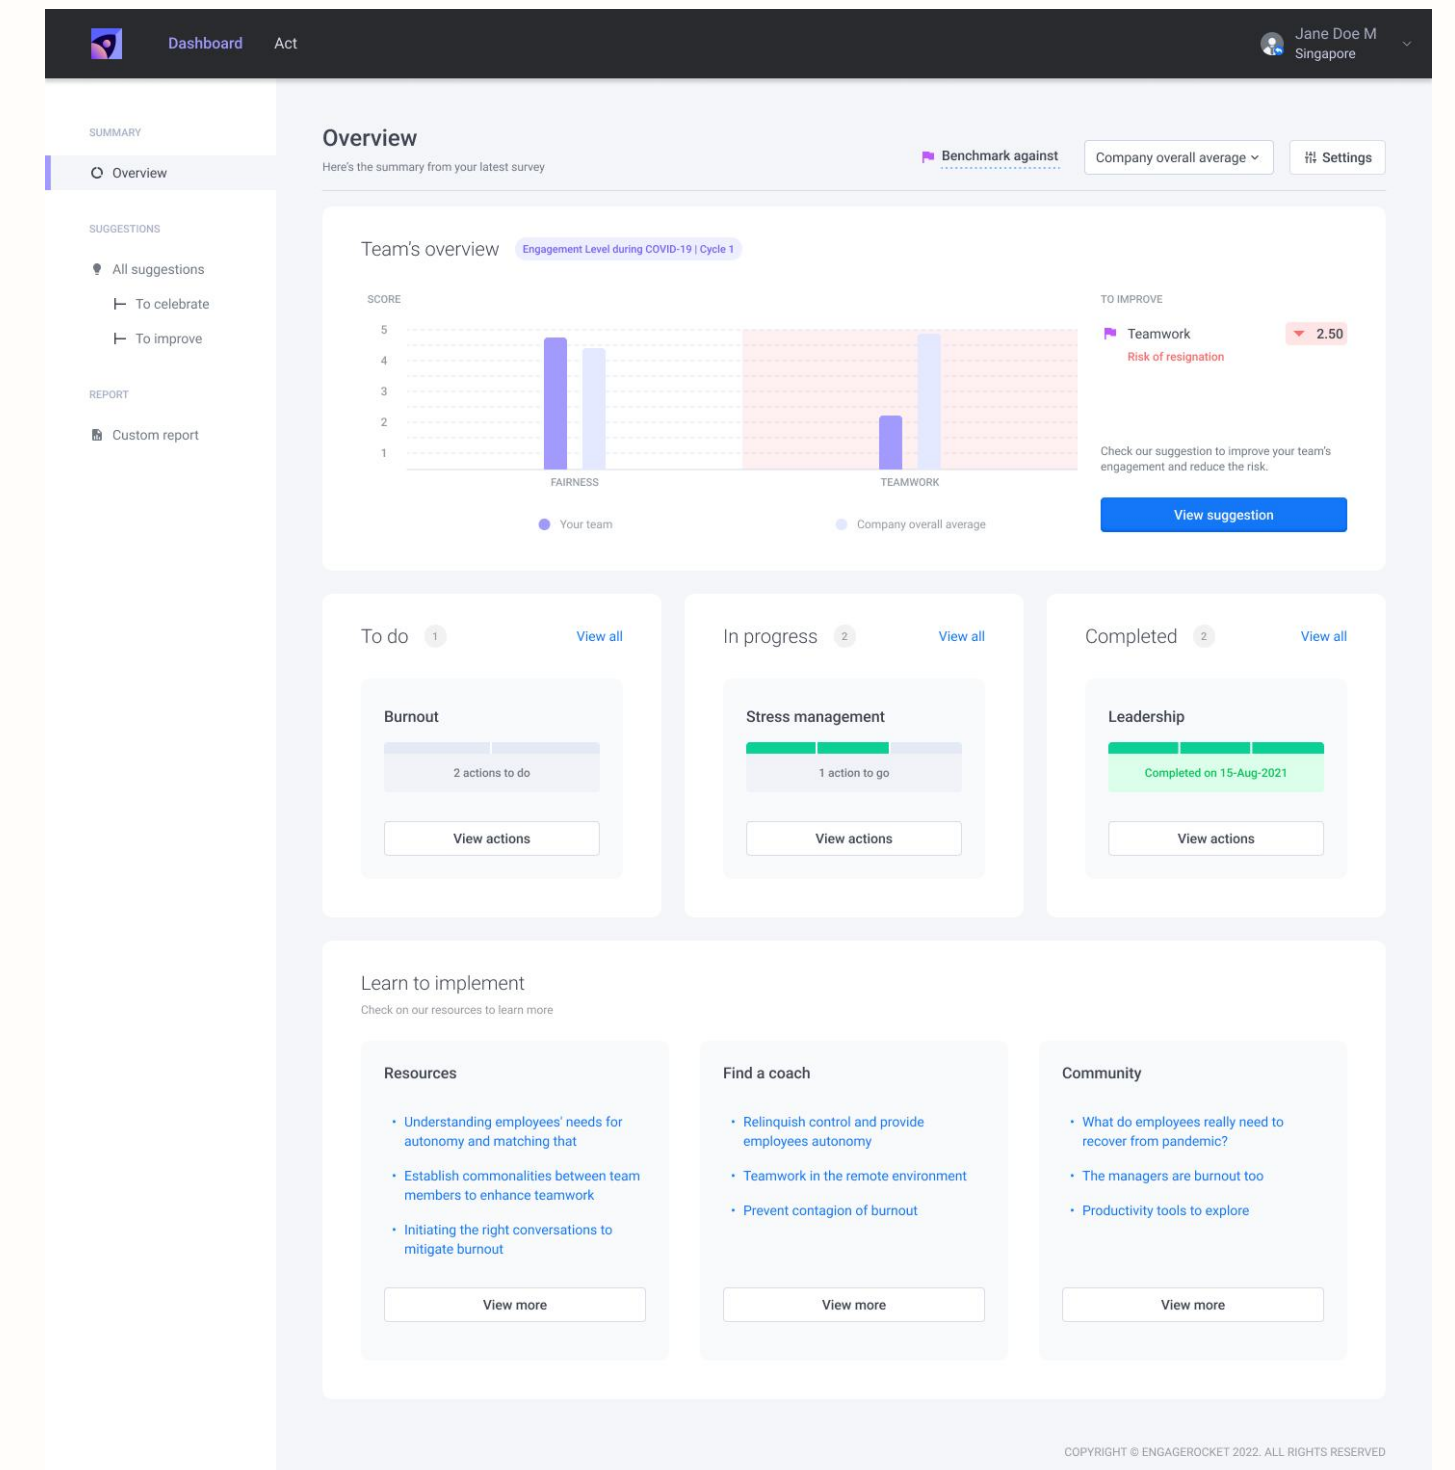 Dashboard
Act
Jane Doe M
Singapore
SUMMARY
Overview
SUGGESTIONS
All suggestions
To celebrate
To improve
REPORT
Custom report
Overview
Here's the summary from your latest survey
Benchmark against
Company overall average
Settings
Team's overview
Engagement Level during COVID-19 | Cycle 1
SCORE
5
4
3
2
1
FAIRNESS
TEAMWORK
Your team
Company overall average
TO IMPROVE
Teamwork
2.50
Risk of resignation
Check our suggestion to improve your team's
engagement and reduce the risk.
View suggestion
To do 1
View all
Burnout
2 actions to do
View actions
In progress 2
View all
Stress management
1 action to go
View actions
Completed 2
View all
Leadership
Completed on 15-Aug-2021
View actions
Learn to implement
Check on our resources to learn more
Resources
• Understanding employees' needs for
autonomy and matching that
• Establish commonalities between team
members to enhance teamwork
• Initiating the right conversations to
mitigate burnout
View more
Find a coach
• Relinquish control and provide
employees autonomy
• Teamwork in the remote environment
• Prevent contagion of burnout
View more
Community
• What do employees really need to
recover from pandemic?
• The managers are burnout too
• Productivity tools to explore
View more
COPYRIGHT © ENGAGEROCKET 2022. ALL RIGHTS RESERVED